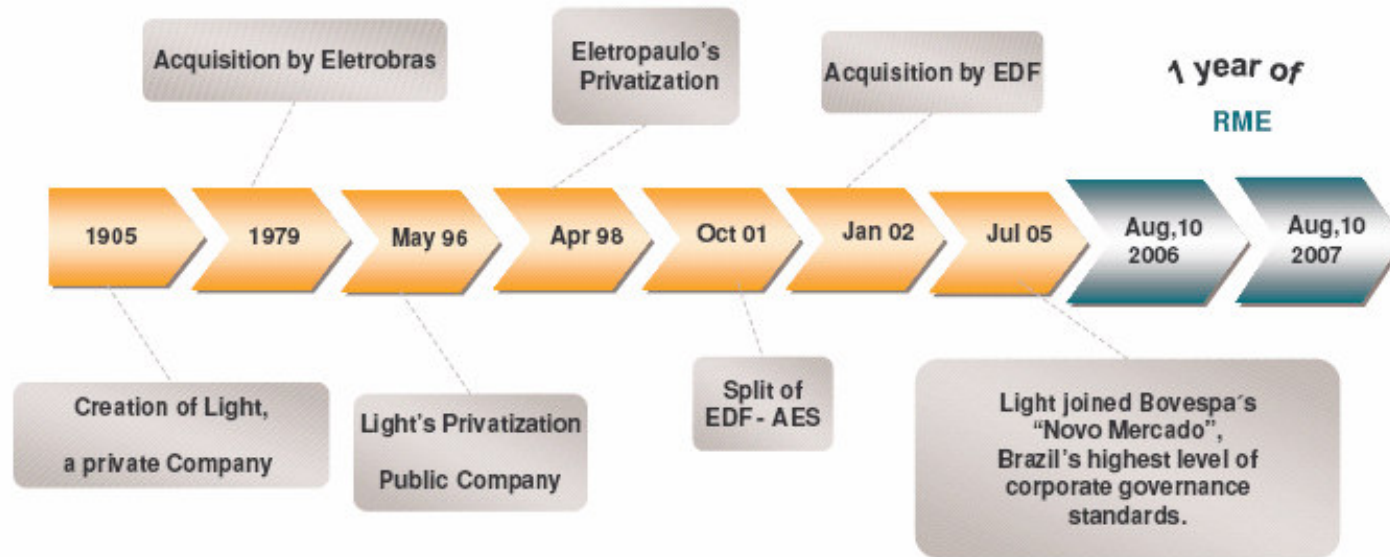 Acquisition by Eletrobras
Eletropaulo's
Privatization
Acquisition by EDF
1 year of
RME
1905
1979
May 96
Apr 98
Oct 01
Jan 02
Jul 05
Aug,10
2006
Aug,10
2007
Creation of Light,
a private Company
Light's Privatization
Public Company
Split of
EDF - AES
Light joined Bovespa´s
“Novo Mercado”,
Brazil's highest level of
corporate governance
standards.